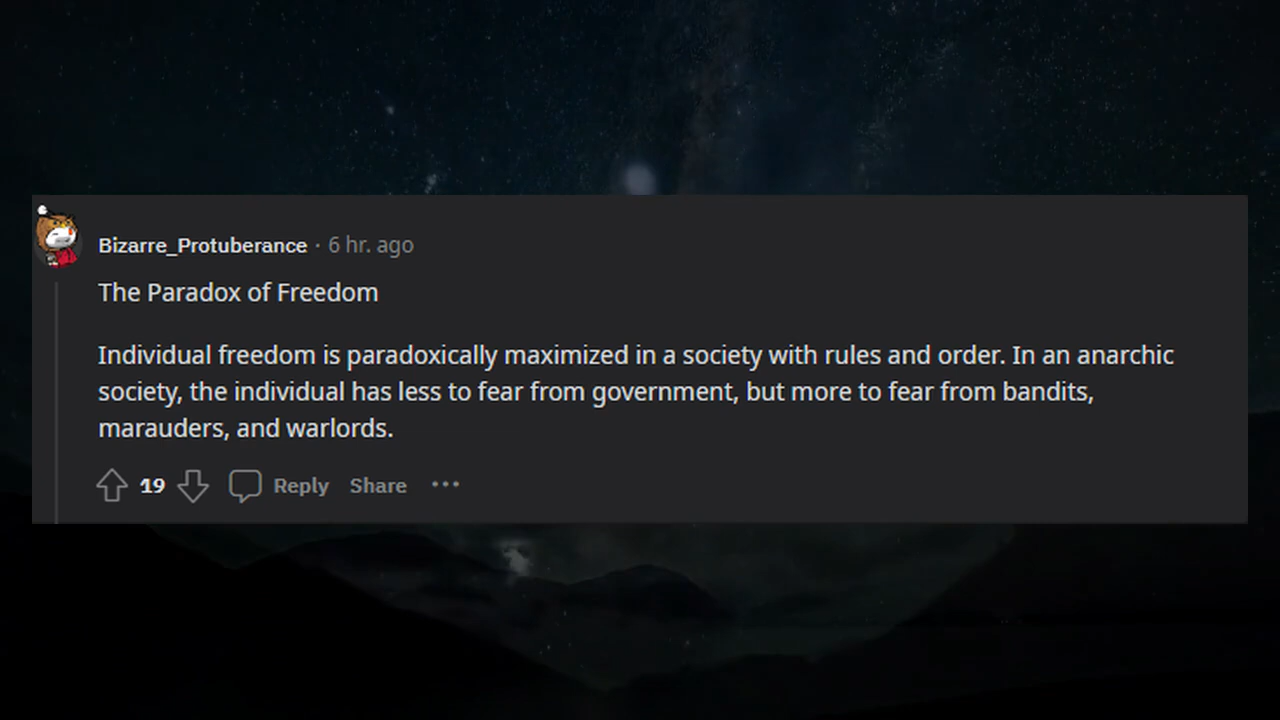 Bizarre_Protuberance · 6 hr. ago
The Paradox of Freedom
Individual freedom is paradoxically maximized in a society with rules and order. In an anarchic
society, the individual has less to fear from government, but more to fear from bandits,
marauders, and warlords.
19 Reply Share ···